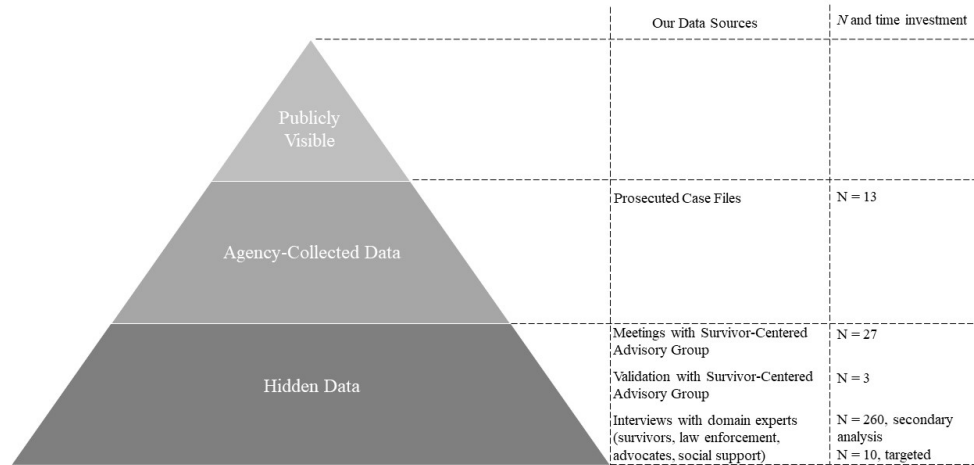 Our Data Sources
N and time investment
Publicly
Visible
Prosecuted Case Files
N = 13
Agency-Collected Data
Meetings with Survivor-Centered
Advisory Group
N = 27
Hidden Data
Validation with Survivor-Centered
Advisory Group
N = 3
Interviews with domain experts
(survivors, law enforcement,
advocates, social support)
N = 260, secondary
analysis
N = 10, targeted